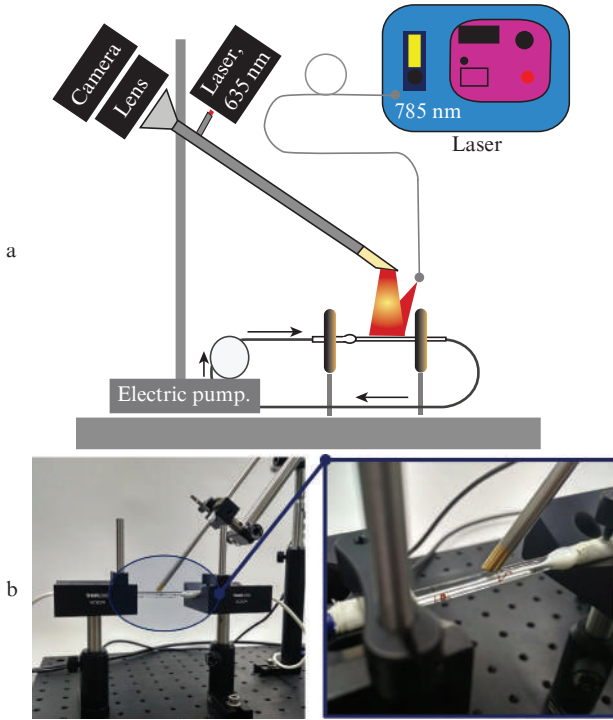 Camera
Lens
Laser,
635 nm
785 nm
Laser
a
Electric pump.
b